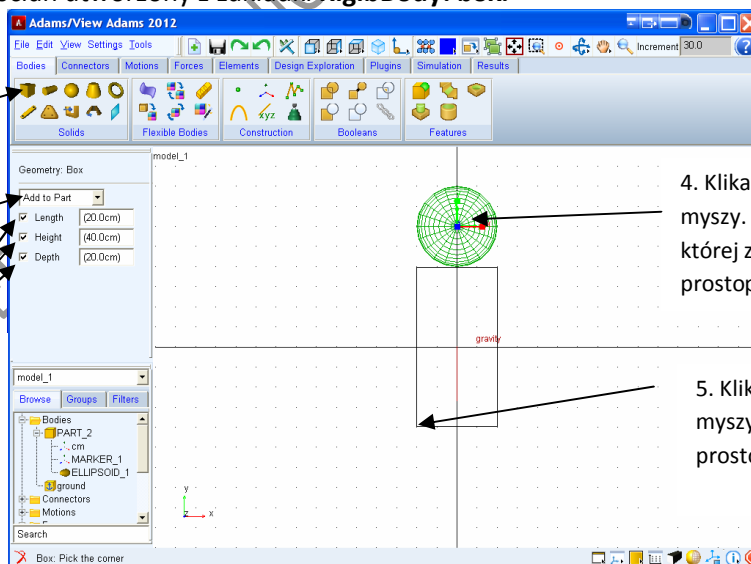 utworzony z
Adams/View Adams 2012
File Edit View Settings Tools
Increment 30.0
Bodies Connectors Motions Forces Elements Design Exploration Plugins Simulation Results
Solids Flexible Bodies Construction Booleans Features
Geometry: Box
Add to Part
Length (20.0cm)
Height (40.0cm)
Depth (20.0cm)
model_1
gravity
y
z x
4. Klika
myszy.
której z
prostop
5. Klik
myszy
prosto
model_1
Browse Groups Filters
Bodies
PART_2
cm
MARKER_1
ELLIPSOID_1
ground
Connectors
Motions
Search
Box: Pick the corner